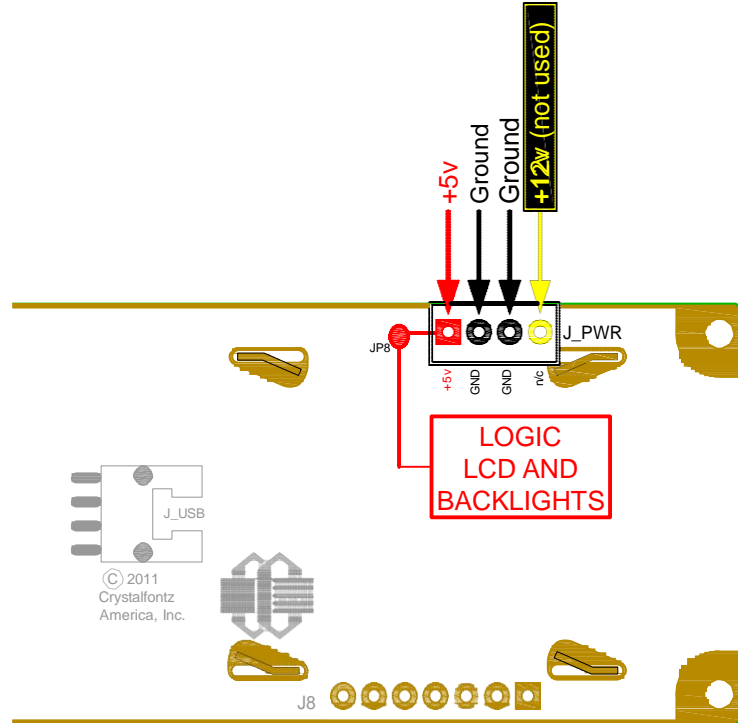 +5v
Ground
Ground
+12v (not used)
JP8
J_PWR
+5v
GND
GND
n/c
LOGIC
LCD AND
BACKLIGHTS
J_USB
© 2011
Crystalfontz
America, Inc.
J8